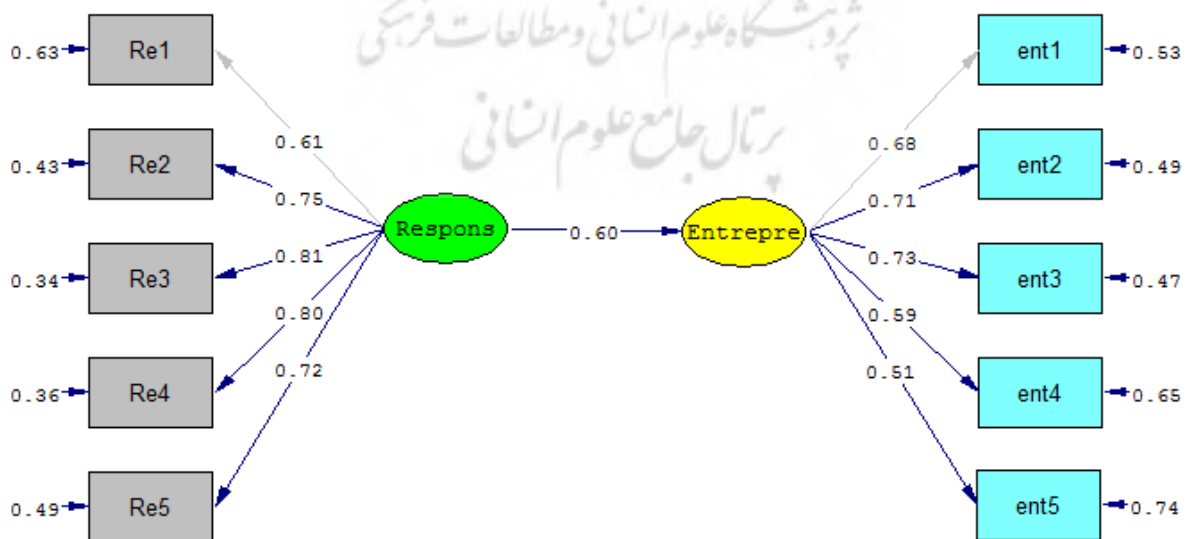 پژوهشگاه علوم انسانی و مطالعات فرهنگی
پرتال جامع علوم انسانی
0.63 Re1
0.61
0.43 Re2
0.75
0.34 Re3
0.81
0.80
0.36 Re4
0.72
0.49 Re5
Respons 0.60 Entrepre
ent1 0.53
0.68
ent2 0.49
0.71
0.73
ent3 0.47
0.59
ent4 0.65
0.51
ent5 0.74